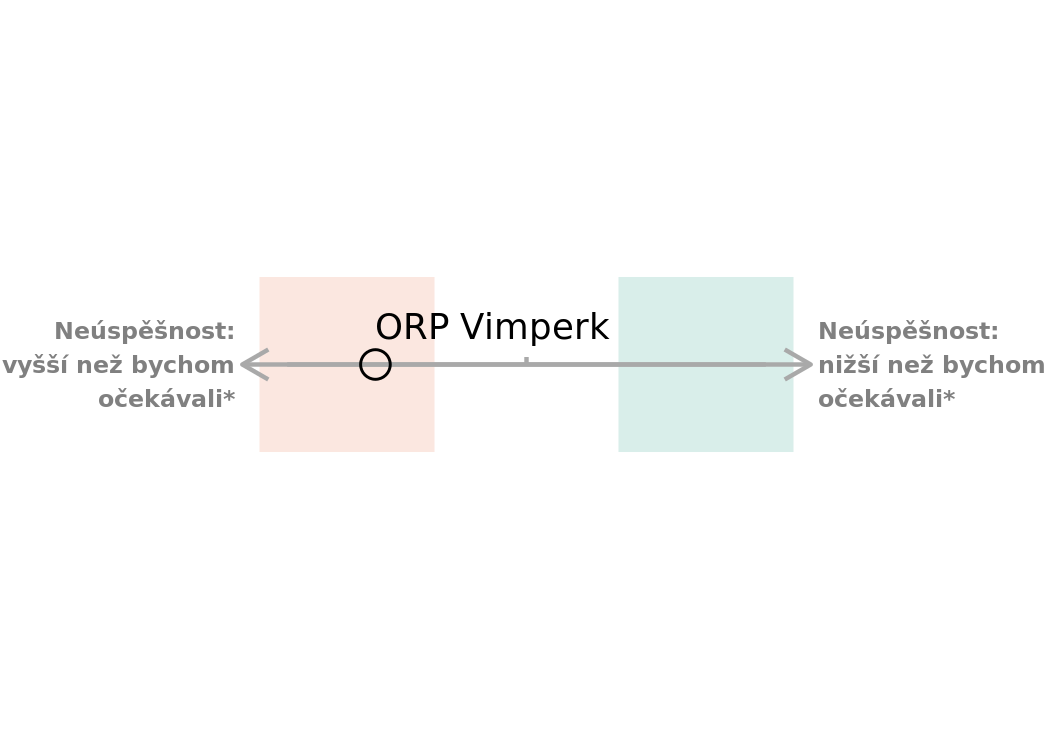 ORP Vimperk
Neúspěšnost:
vyšší než bychom
očekávali*
Neúspěšnost:
nižší než bychom
očekávali*